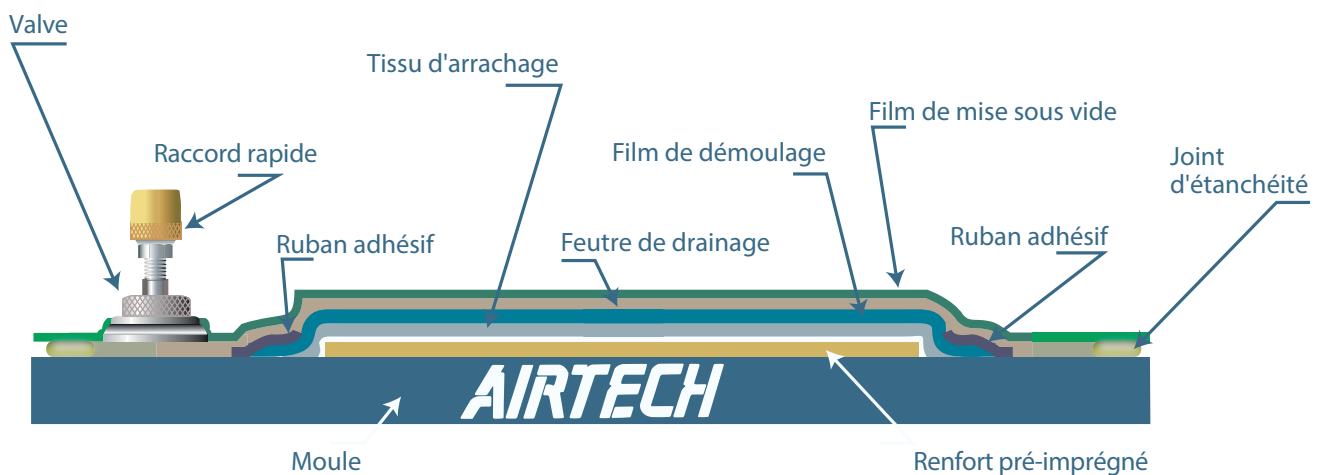 Valve
Tissu d'arrachage
Film de mise sous vide
Raccord rapide
Film de démoulage
Joint
d'étanchéité
Ruban adhésif
Feutre de drainage
Ruban adhésif
AIRTECH
Moule
Renfort pré-imprégné